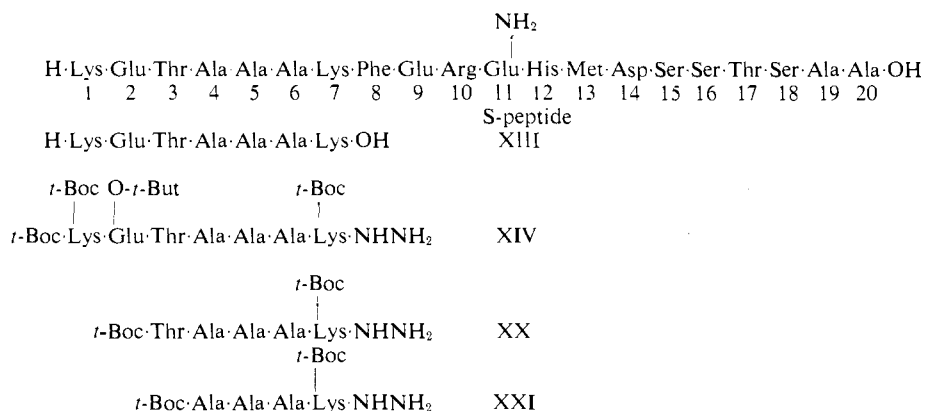 NH₂
H·Lys·Glu·Thr·Ala·Ala·Ala·Lys·Phe·Glu·Arg·Glu·His·Met·Asp·Ser·Ser·Thr·Ser·Ala·Ala·OH
1 2 3 4 5 6 7 8 9 10 11 12 13 14 15 16 17 18 19 20
S-peptide
H·Lys·Glu·Thr·Ala·Ala·Ala·Lys·OH XIII
t-Boc O-t-But t-Boc
t-Boc·Lys·Glu·Thr·Ala·Ala·Ala·Lys·NHNH₂ XIV
t-Boc
t-Boc·Thr·Ala·Ala·Ala·Lys·NHNH₂ XX
t-Boc
t-Boc·Ala·Ala·Ala·Lys·NHNH₂ XXI